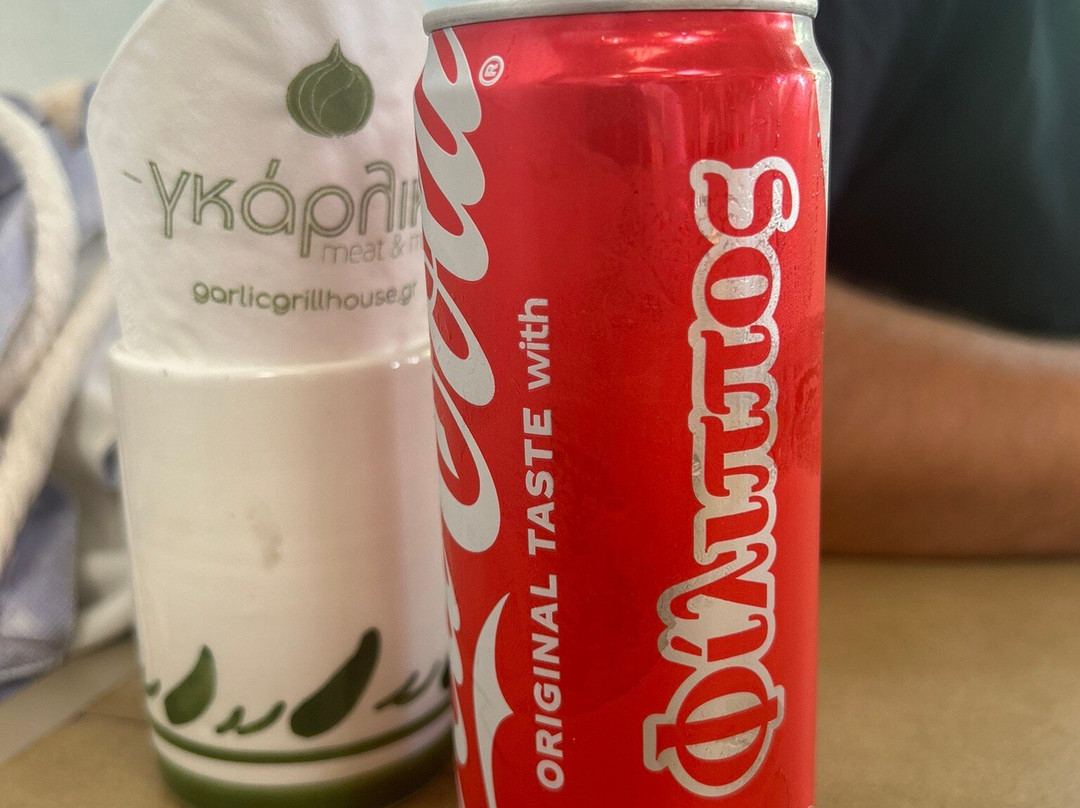 γκάρλικ
meat &
garlicgrillhouse.gr
Cola®
ORIGINAL TASTE with
Φίλιππος